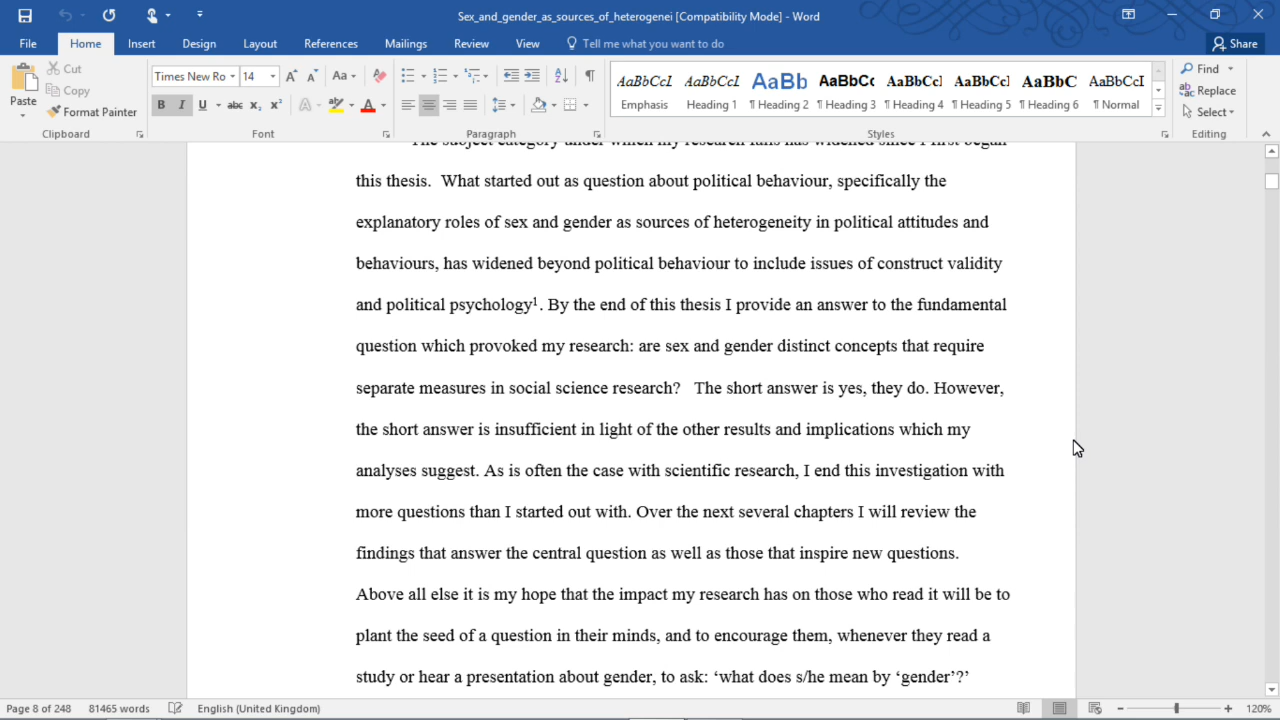 Sex_and_gender_as_sources_of_heterogenei [Compatibility Mode] - Word
File Home Insert Design Layout References Mailings Review View Tell me what you want to do Share
Cut
Copy
Format Painter
Paste
Clipboard
Times New Ro 14
Font
Paragraph
AaBbCcI AaBbCcI AaBb AaBbCc AaBbCcI AaBbCcI AaBbC AaBbCcI
Emphasis Heading 1 ¶ Heading 2 ¶ Heading 3 ¶ Heading 4 ¶ Heading 5 ¶ Heading 6 ¶ Normal
Styles
Find
Replace
Select
Editing
The subject category under which my research falls has widened since I first began
this thesis. What started out as question about political behaviour, specifically the
explanatory roles of sex and gender as sources of heterogeneity in political attitudes and
behaviours, has widened beyond political behaviour to include issues of construct validity
and political psychology¹. By the end of this thesis I provide an answer to the fundamental
question which provoked my research: are sex and gender distinct concepts that require
separate measures in social science research? The short answer is yes, they do. However,
the short answer is insufficient in light of the other results and implications which my
analyses suggest. As is often the case with scientific research, I end this investigation with
more questions than I started out with. Over the next several chapters I will review the
findings that answer the central question as well as those that inspire new questions.
Above all else it is my hope that the impact my research has on those who read it will be to
plant the seed of a question in their minds, and to encourage them, whenever they read a
study or hear a presentation about gender, to ask: ‘what does s/he mean by ‘gender’?’
Page 8 of 248 81465 words English (United Kingdom) 120%